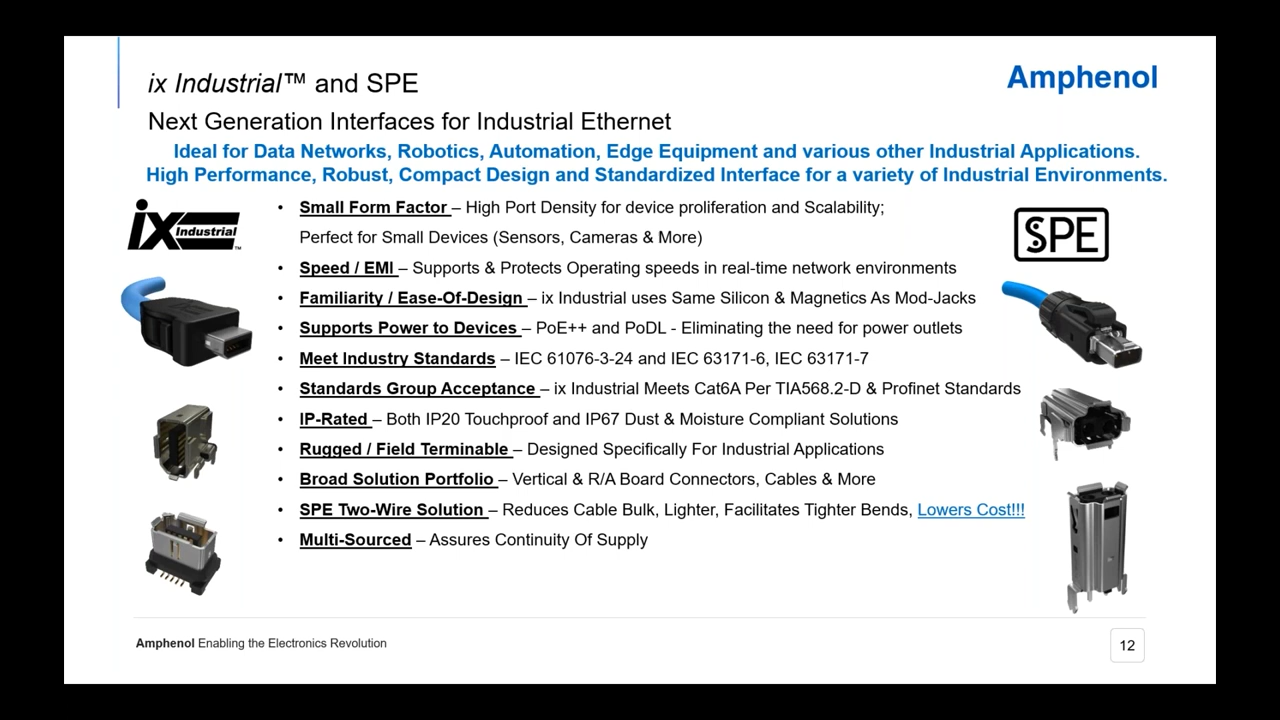 ix Industrial™ and SPE
Amphenol
Next Generation Interfaces for Industrial Ethernet
Ideal for Data Networks, Robotics, Automation, Edge Equipment and various other Industrial Applications.
High Performance, Robust, Compact Design and Standardized Interface for a variety of Industrial Environments.
ix Industrial™
SPE
• Small Form Factor – High Port Density for device proliferation and Scalability;
Perfect for Small Devices (Sensors, Cameras & More)
• Speed / EMI – Supports & Protects Operating speeds in real-time network environments
• Familiarity / Ease-Of-Design – ix Industrial uses Same Silicon & Magnetics As Mod-Jacks
• Supports Power to Devices – PoE++ and PoDL - Eliminating the need for power outlets
• Meet Industry Standards – IEC 61076-3-24 and IEC 63171-6, IEC 63171-7
• Standards Group Acceptance – ix Industrial Meets Cat6A Per TIA568.2-D & Profinet Standards
• IP-Rated – Both IP20 Touchproof and IP67 Dust & Moisture Compliant Solutions
• Rugged / Field Terminable – Designed Specifically For Industrial Applications
• Broad Solution Portfolio – Vertical & R/A Board Connectors, Cables & More
• SPE Two-Wire Solution – Reduces Cable Bulk, Lighter, Facilitates Tighter Bends, Lowers Cost!!!
• Multi-Sourced – Assures Continuity Of Supply
Amphenol Enabling the Electronics Revolution
12